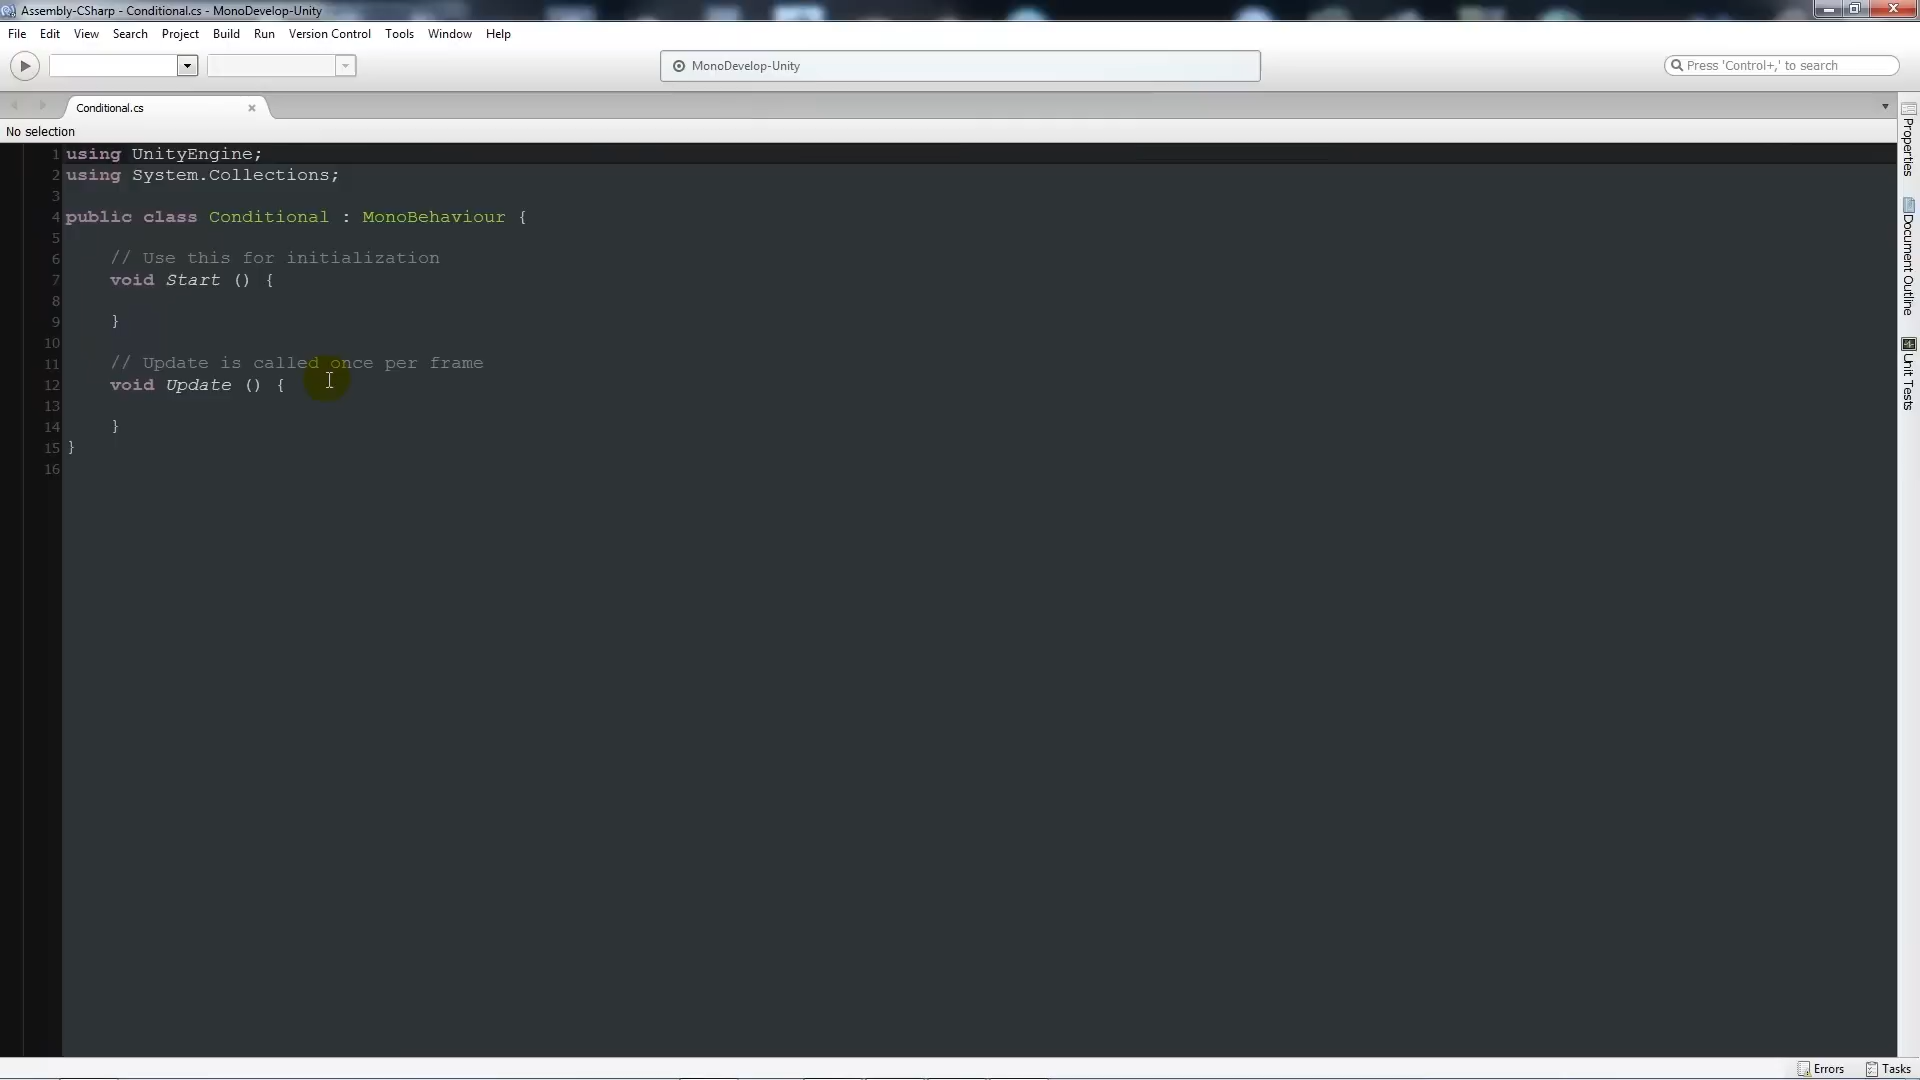 Assembly-CSharp - Conditional.cs - MonoDevelop-Unity
File Edit View Search Project Build Run Version Control Tools Window Help
MonoDevelop-Unity
Press 'Control+,' to search
Conditional.cs
No selection
1 using UnityEngine;
2 using System.Collections;
3
4 public class Conditional : MonoBehaviour {
5
6 // Use this for initialization
7 void Start () {
8
9 }
10
11 // Update is called once per frame
12 void Update () {
13
14 }
15 }
16
Properties
Document Outline
Unit Tests
Errors Tasks